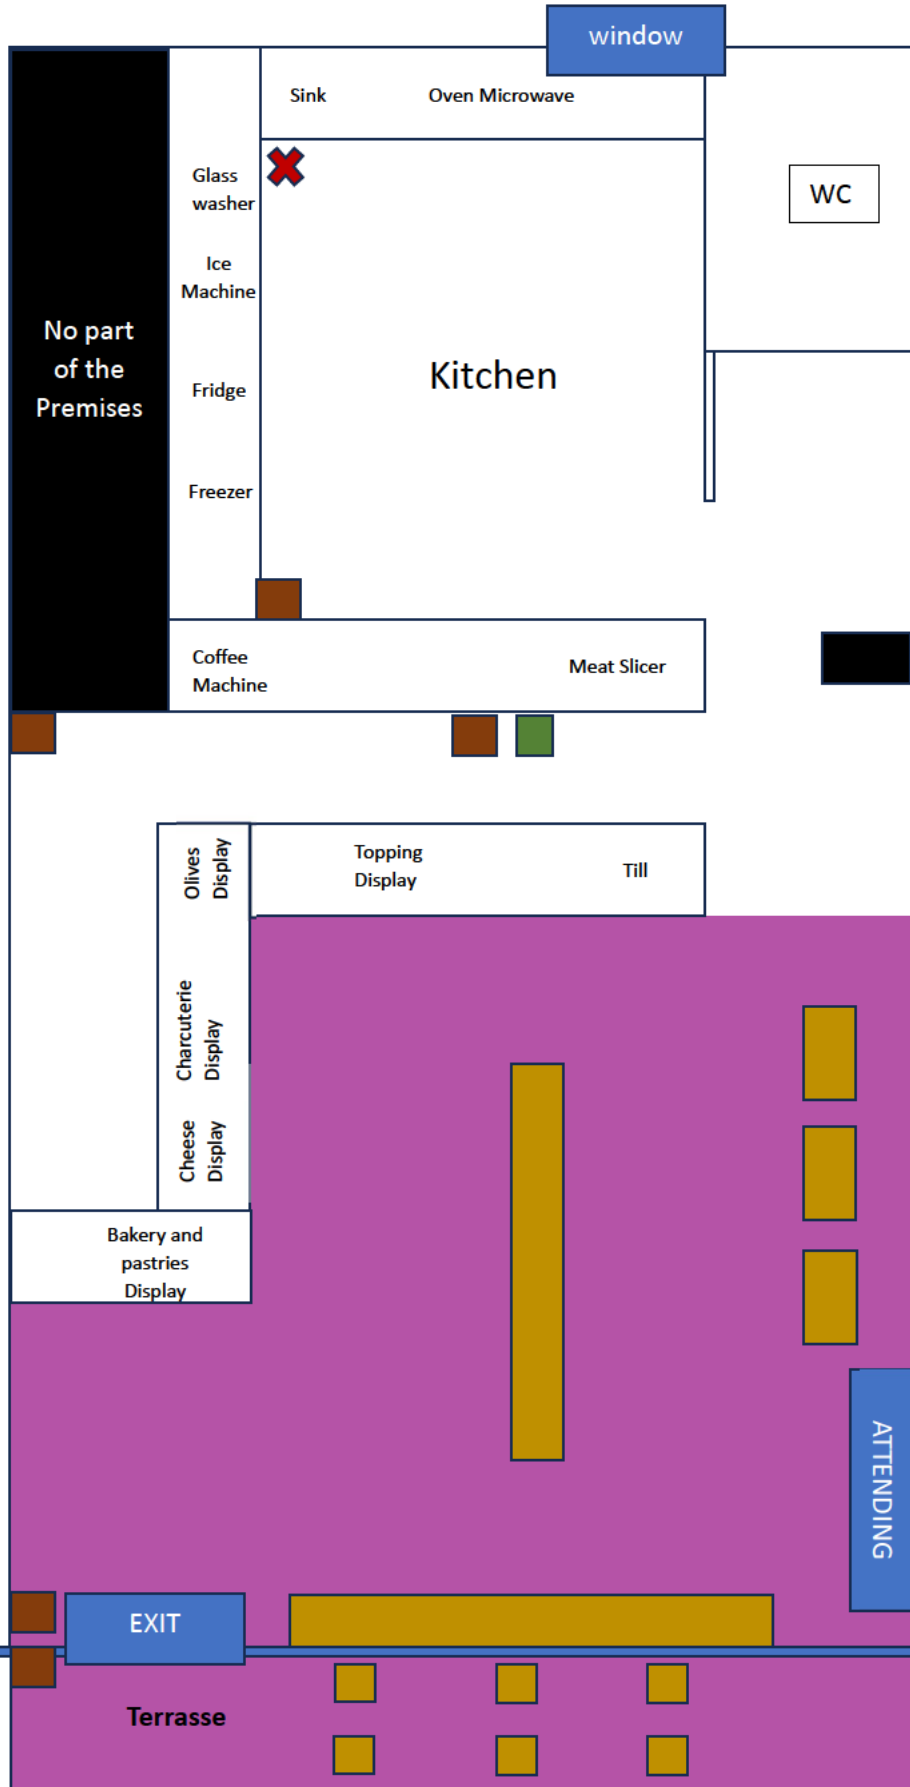 window
Sink
Oven Microwave
Glass
washer
WC
Ice
Machine
No part
of the
Premises
Kitchen
Fridge
Freezer
Coffee
Machine
Meat Slicer
Olives
Display
Topping
Display
Till
Charcuterie
Display
Cheese
Display
Bakery and
pastries
Display
ATTENDING
EXIT
Terrasse